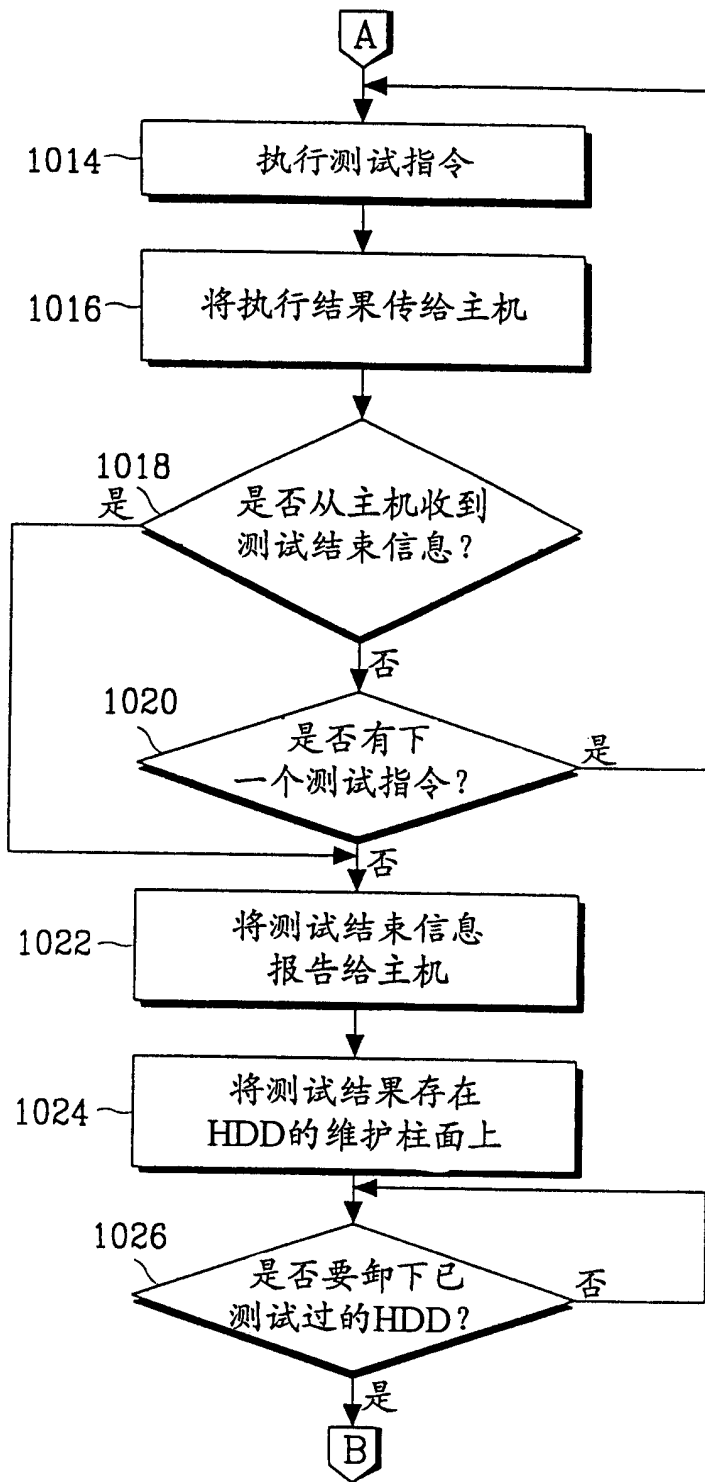 A
1014
执行测试指令
1016
将执行结果传给主机
1018
是
是否从主机收到
测试结束信息?
否
1020
是否有下
一个测试指令?
是
否
1022
将测试结束信息
报告给主机
1024
将测试结果存在
HDD的维护柱面上
1026
是否要卸下已
测试过的HDD?
否
是
B